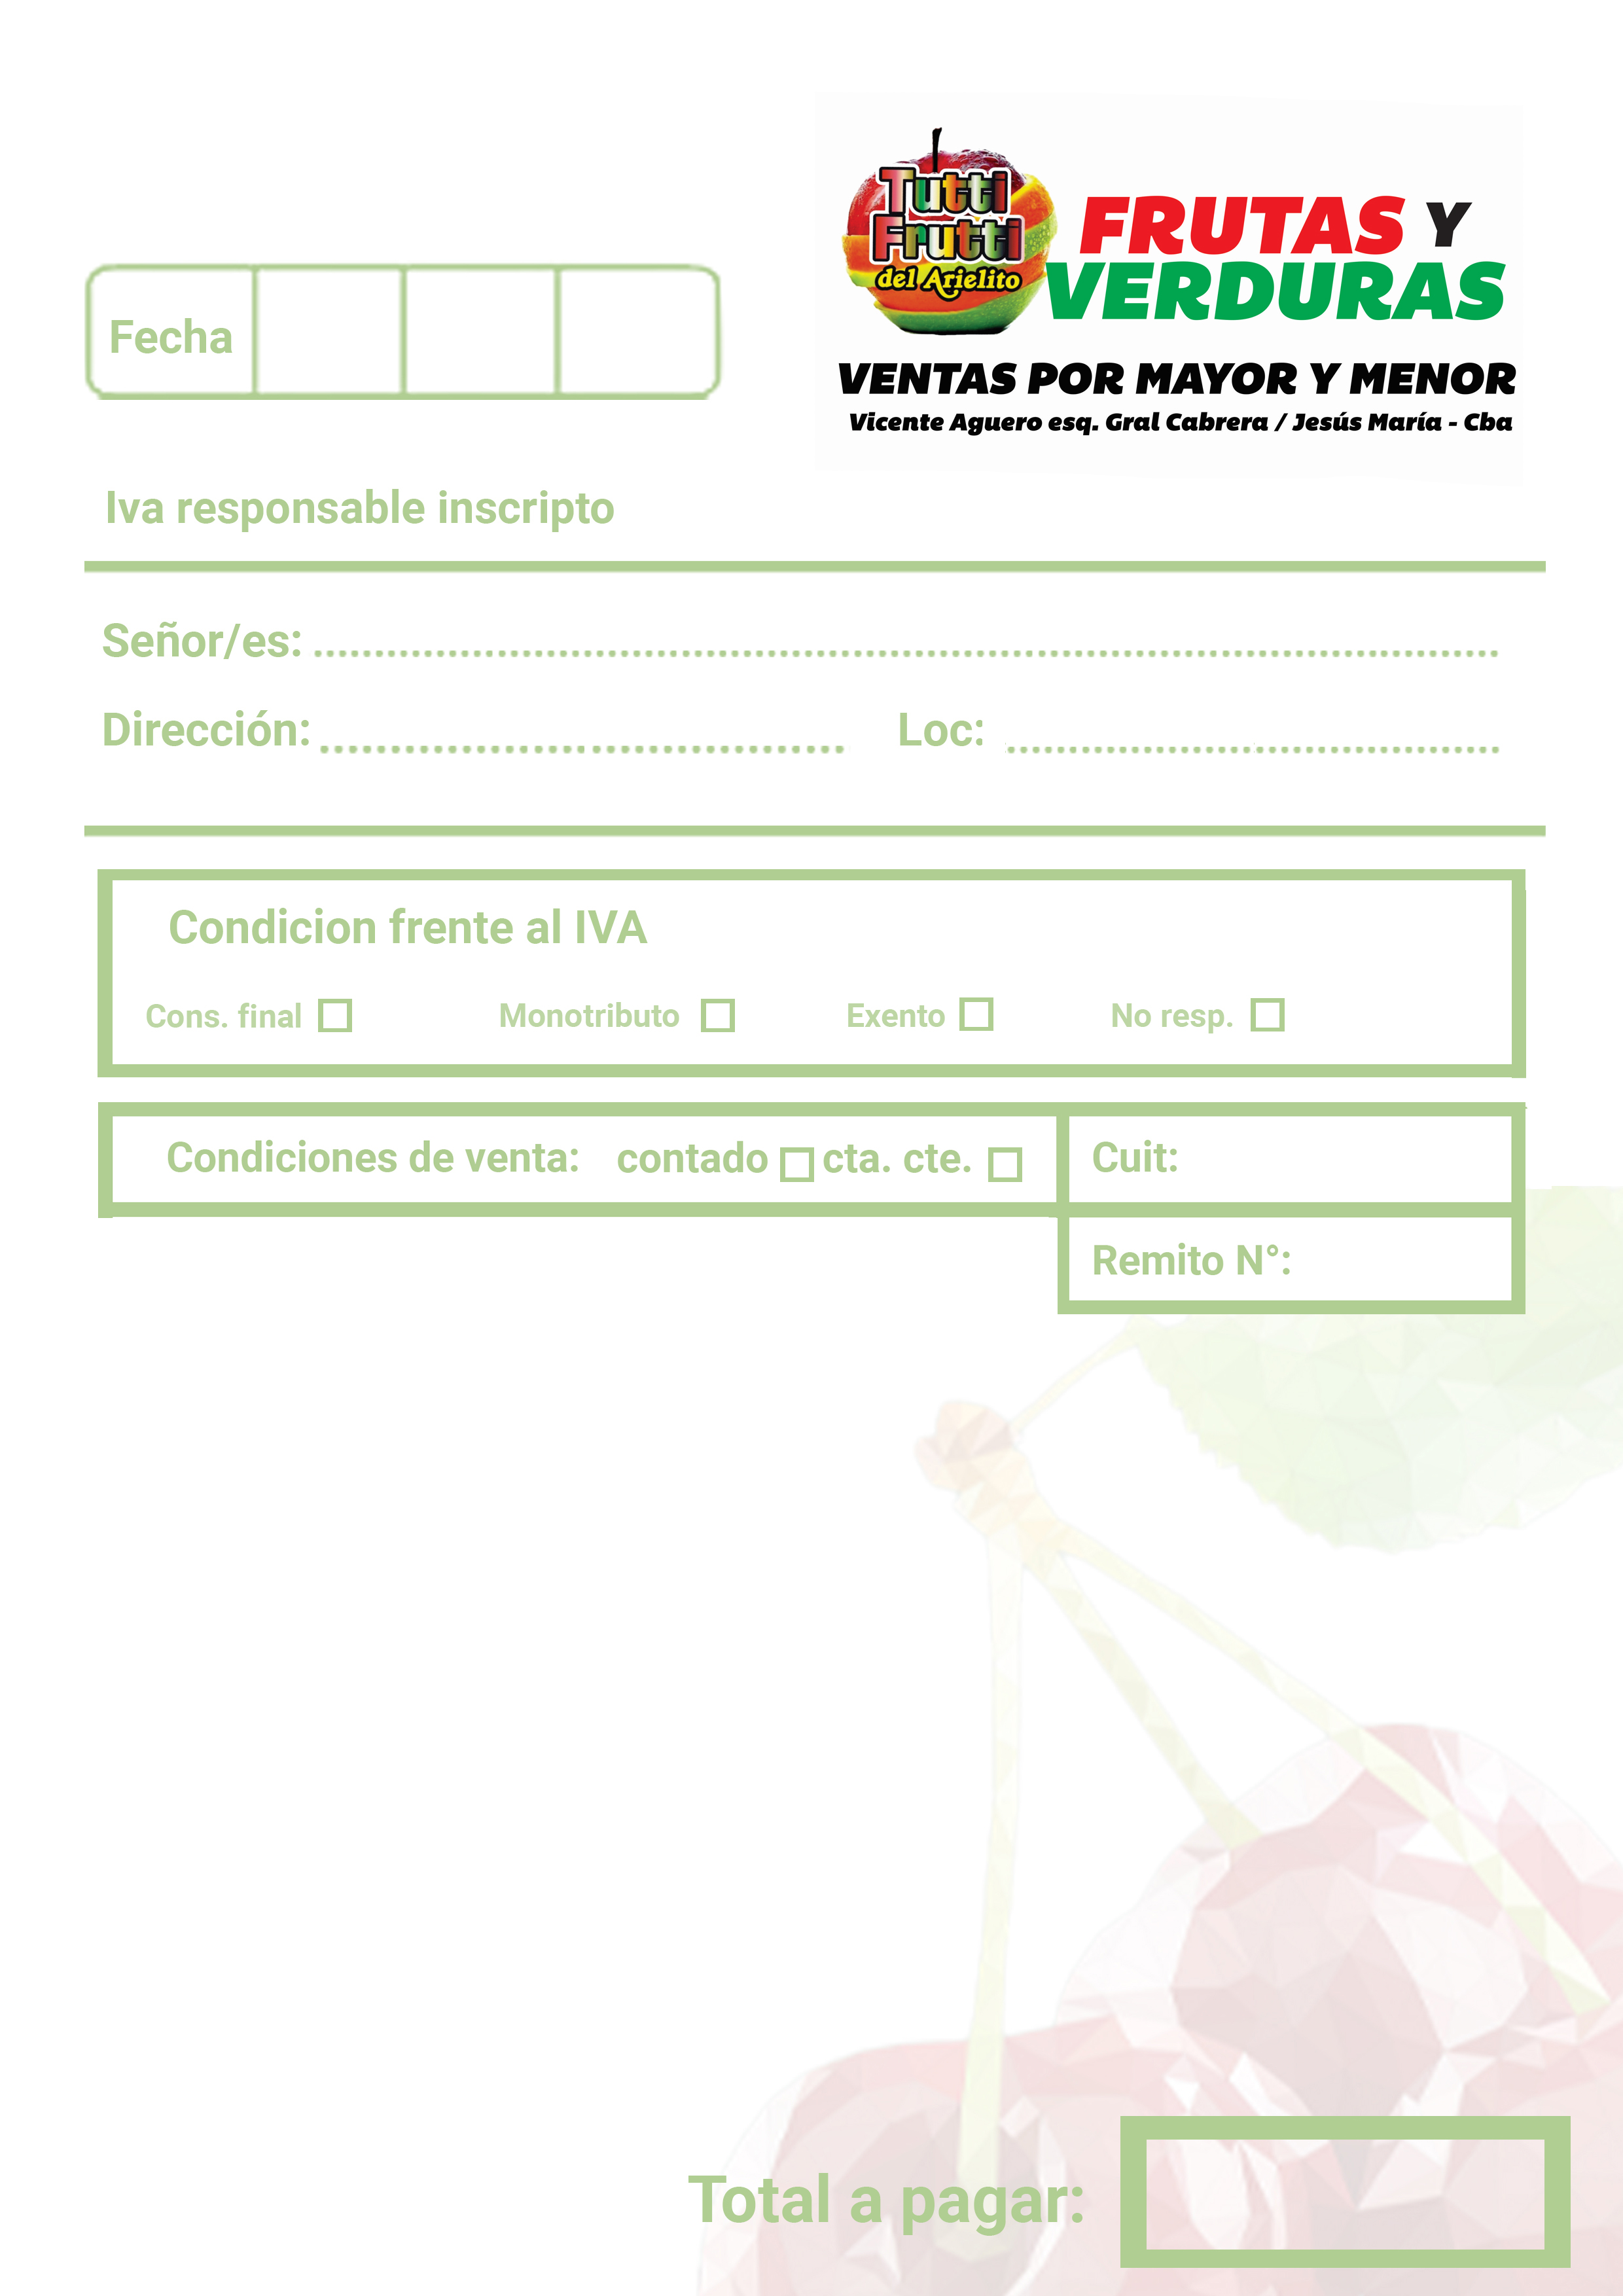 Tutti
Frutti
del Arielito
FRUTAS Y
VERDURAS
VENTAS POR MAYOR Y MENOR
Vicente Aguero esq. Gral Cabrera / Jesús María - Cba
Fecha
Iva responsable inscripto
Señor/es:
Dirección: Loc:
Condicion frente al IVA
Cons. final Monotributo Exento No resp.
Condiciones de venta: contado cta. cte. Cuit:
Remito N°:
Total a pagar: